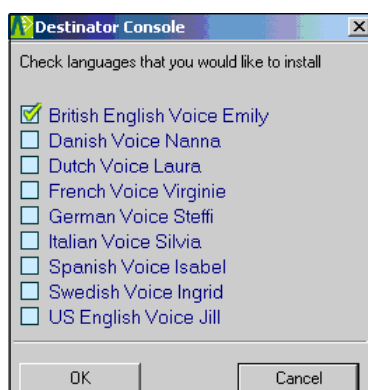 Destinator Console
Check languages that you would like to install
British English Voice Emily
Danish Voice Nanna
Dutch Voice Laura
French Voice Virginie
German Voice Steffi
Italian Voice Silvia
Spanish Voice Isabel
Swedish Voice Ingrid
US English Voice Jill
OK Cancel